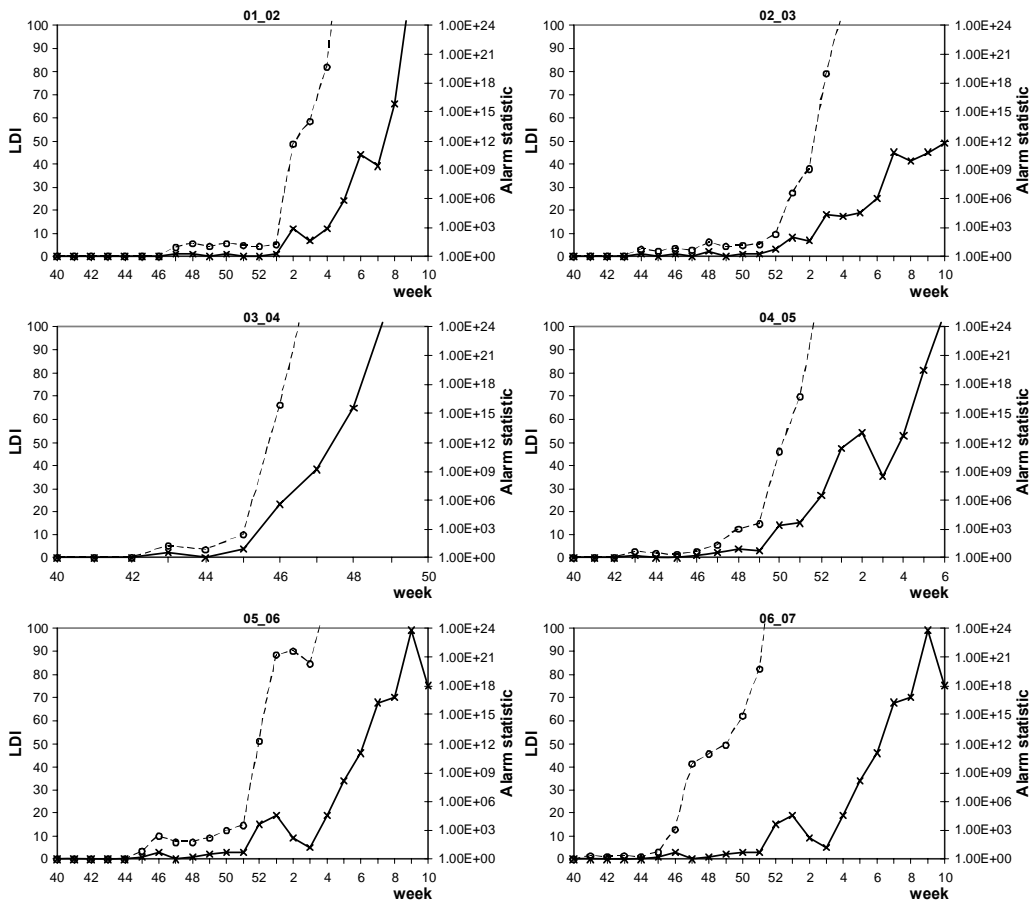 01_02
100 90 80 70 60 50 40 30 20 10 0
LDI
1.00E+24 1.00E+21 1.00E+18 1.00E+15 1.00E+12 1.00E+09 1.00E+06 1.00E+03 1.00E+00
Alarm statistic
40 42 44 46 48 50 52 2 4 6 8 10
week
02_03
100 90 80 70 60 50 40 30 20 10 0
LDI
1.00E+24 1.00E+21 1.00E+18 1.00E+15 1.00E+12 1.00E+09 1.00E+06 1.00E+03 1.00E+00
Alarm statistic
40 42 44 46 48 50 52 2 4 6 8 10
week
03_04
100 90 80 70 60 50 40 30 20 10 0
LDI
1.00E+24 1.00E+21 1.00E+18 1.00E+15 1.00E+12 1.00E+09 1.00E+06 1.00E+03 1.00E+00
Alarm statistic
40 42 44 46 48 50
week
04_05
100 90 80 70 60 50 40 30 20 10 0
LDI
1.00E+24 1.00E+21 1.00E+18 1.00E+15 1.00E+12 1.00E+09 1.00E+06 1.00E+03 1.00E+00
Alarm statistic
40 42 44 46 48 50 52 2 4 6
week
05_06
100 90 80 70 60 50 40 30 20 10 0
LDI
1.00E+24 1.00E+21 1.00E+18 1.00E+15 1.00E+12 1.00E+09 1.00E+06 1.00E+03 1.00E+00
Alarm statistic
40 42 44 46 48 50 52 2 4 6 8 10
week
06_07
100 90 80 70 60 50 40 30 20 10 0
LDI
1.00E+24 1.00E+21 1.00E+18 1.00E+15 1.00E+12 1.00E+09 1.00E+06 1.00E+03 1.00E+00
Alarm statistic
40 42 44 46 48 50 52 2 4 6 8 10
week